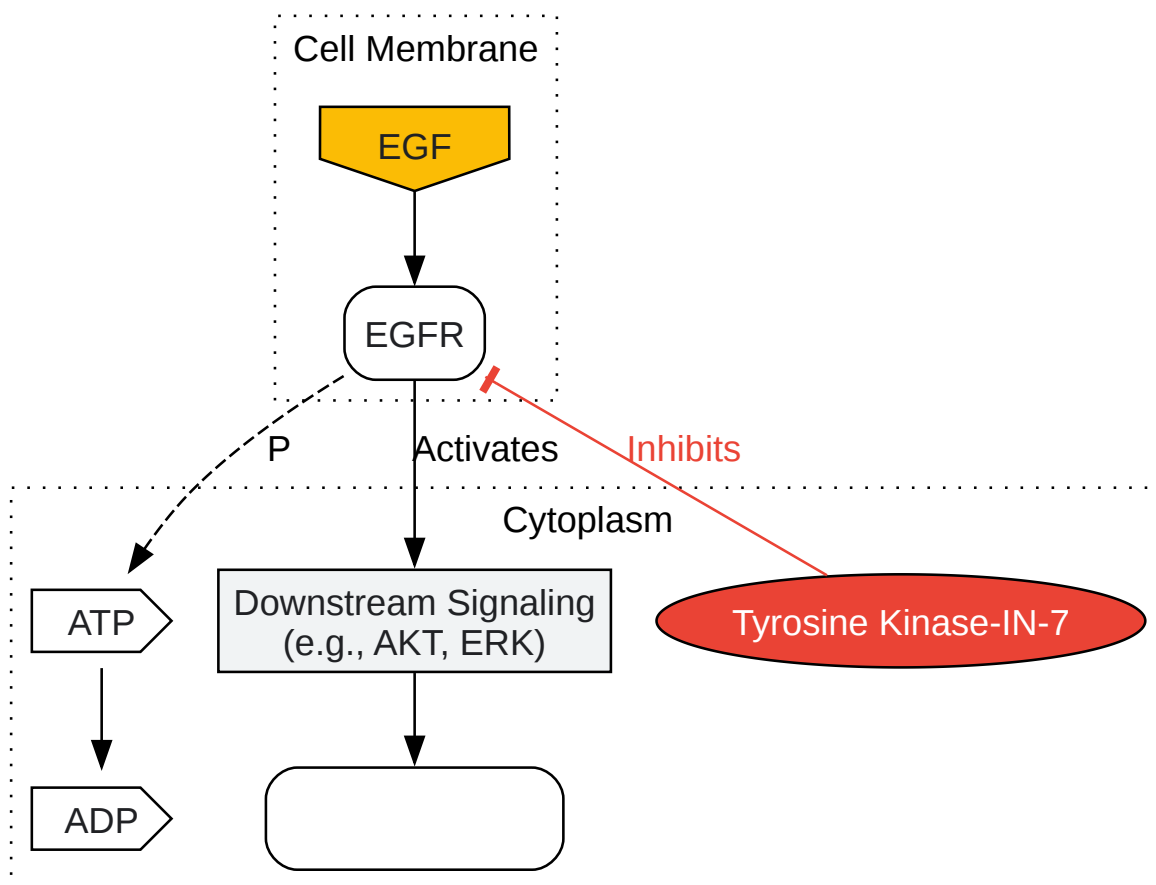 Cell Membrane
EGF
EGFR
P
Activates
Inhibits
Cytoplasm
ATP
Downstream Signaling
(e.g., AKT, ERK)
Tyrosine Kinase-IN-7
ADP